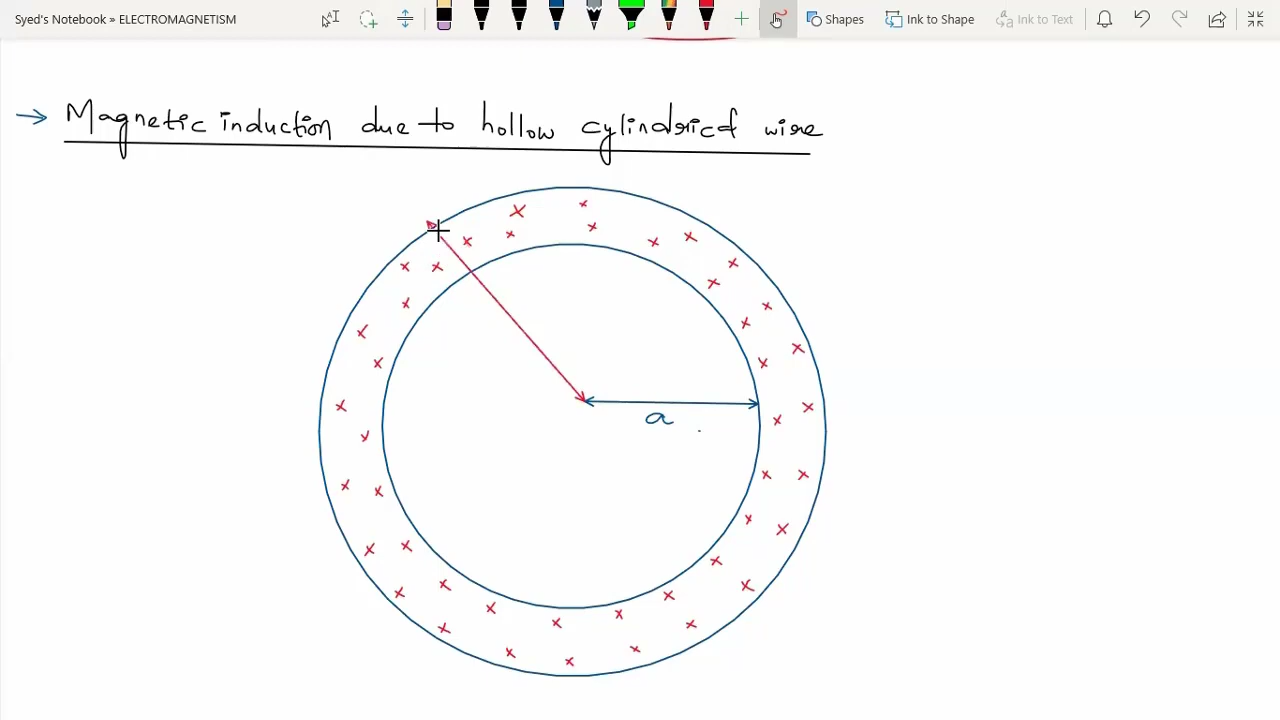 Syed's Notebook » ELECTROMAGNETISM
Shapes
Ink to Shape
Ink to Text
→ Magnetic induction due to hollow cylindrical wire
a